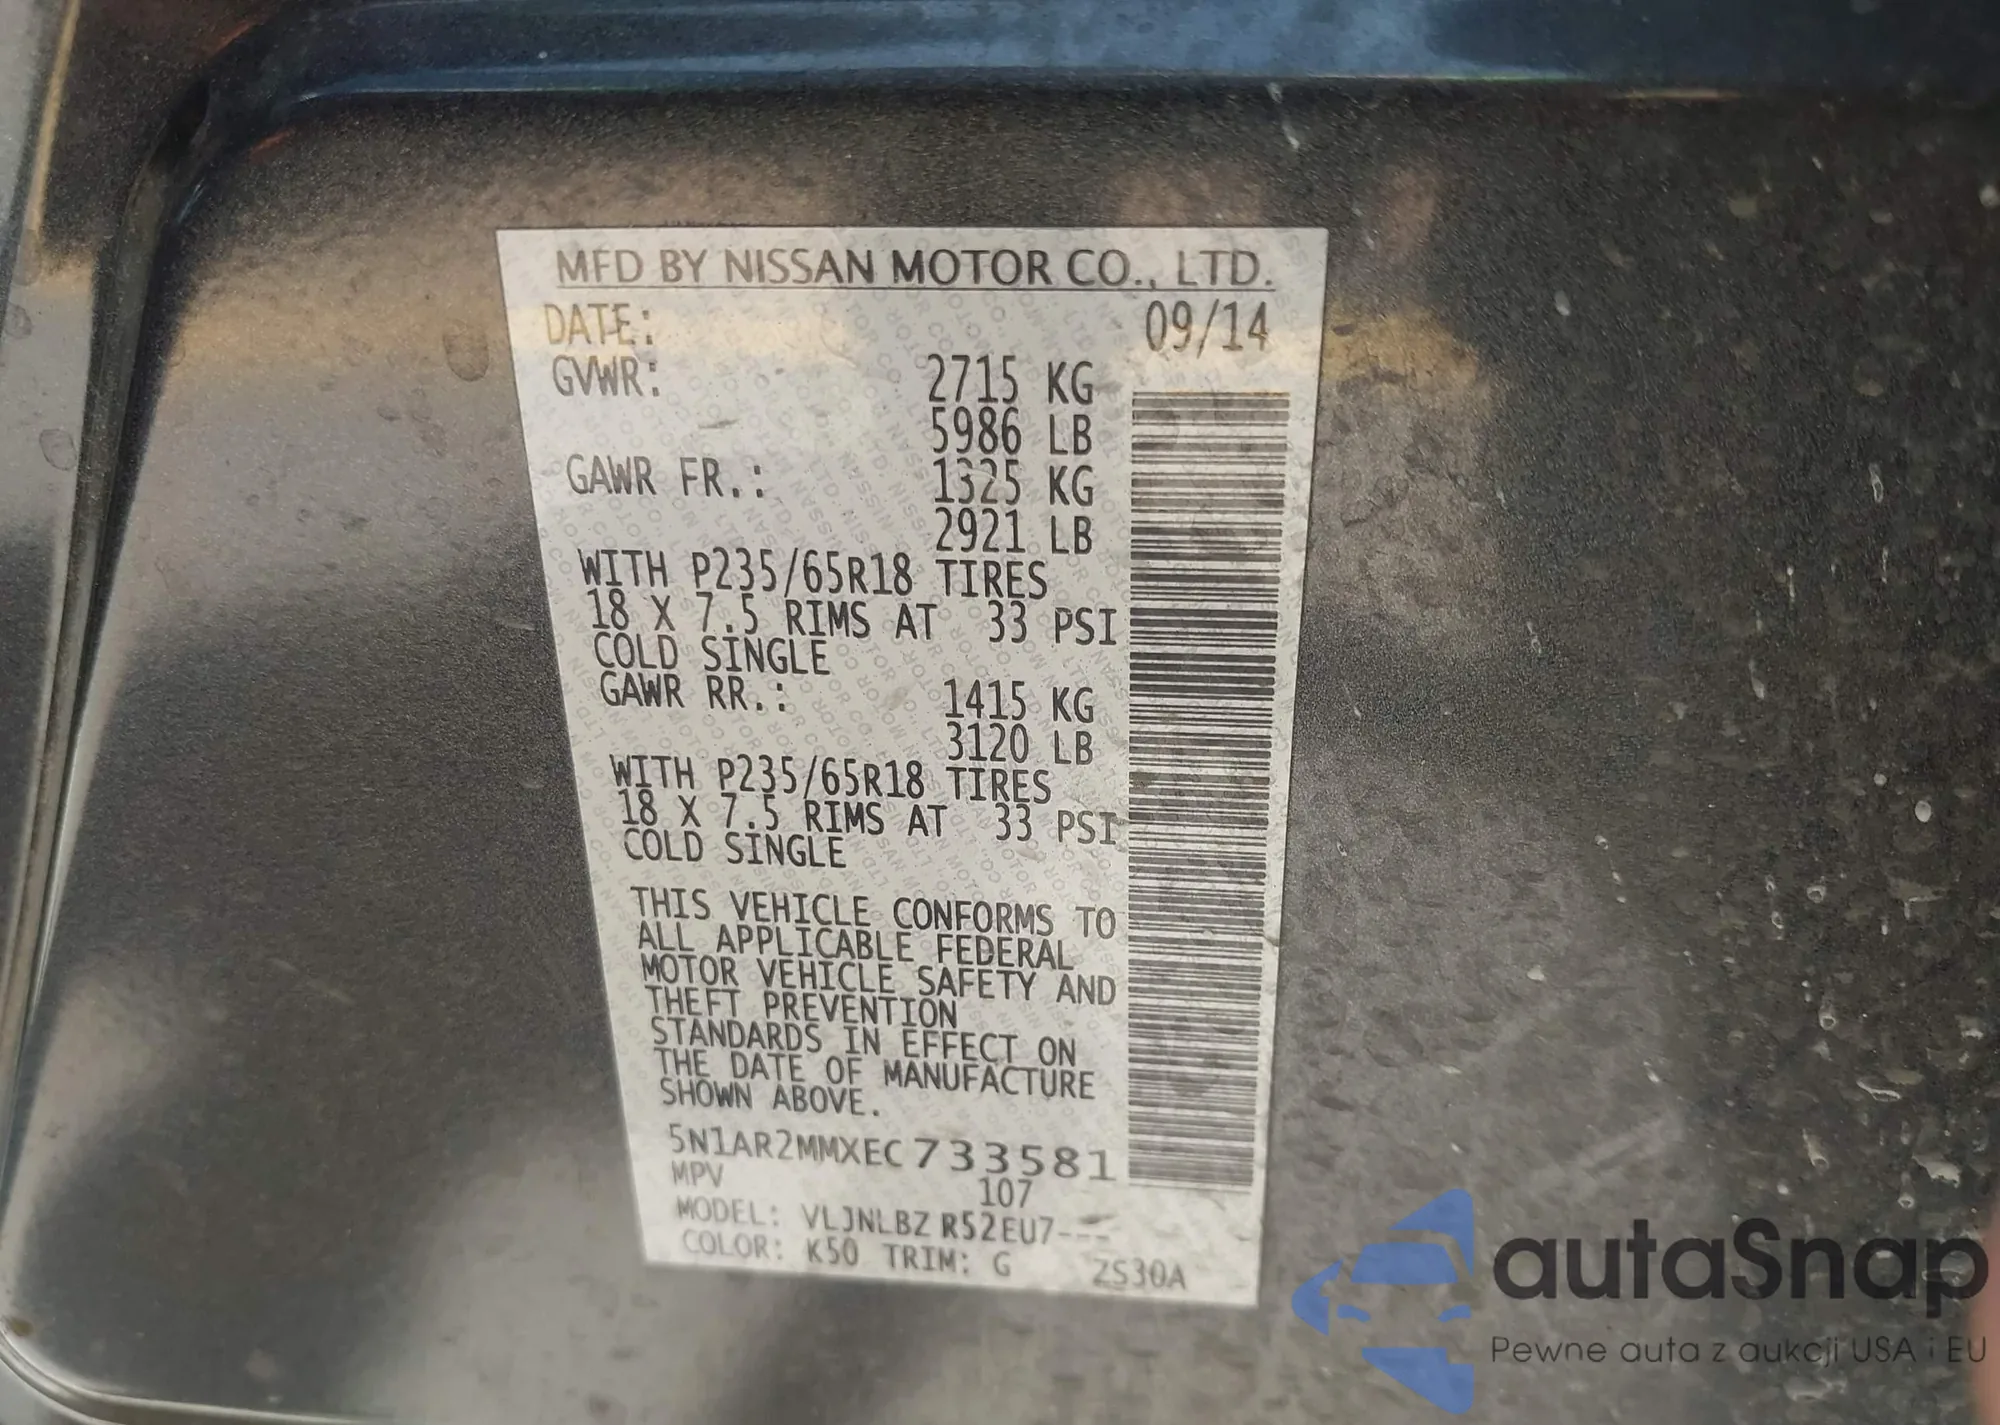 MFD BY NISSAN MOTOR CO., LTD.
DATE: 09/14
GVWR: 2715 KG
5986 LB
GAWR FR.: 1325 KG
2921 LB
WITH P235/65R18 TIRES
18 X 7.5 RIMS AT 33 PSI
COLD SINGLE
GAWR RR.: 1415 KG
3120 LB
WITH P235/65R18 TIRES
18 X 7.5 RIMS AT 33 PSI
COLD SINGLE
THIS VEHICLE CONFORMS TO
ALL APPLICABLE FEDERAL
MOTOR VEHICLE SAFETY AND
THEFT PREVENTION
STANDARDS IN EFFECT ON
THE DATE OF MANUFACTURE
SHOWN ABOVE.
5N1AR2MMXEC733581
MPV 107
MODEL: VLJNLBZ R52EU7---
COLOR: K50 TRIM: G ZS30A
autaSnap
Pewne auta z aukcji USA i EU